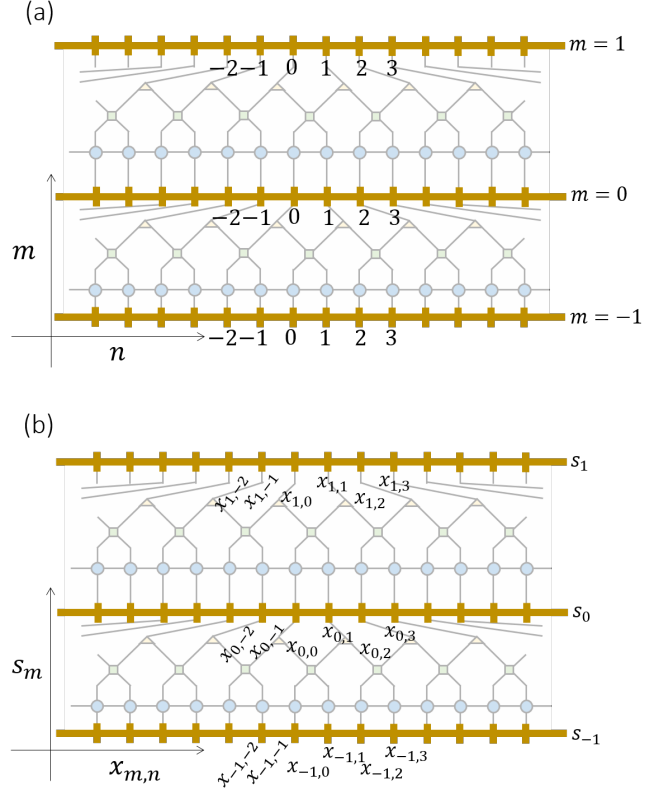 (a)
m = 1
−2 −1 0 1 2 3
m = 0
−2 −1 0 1 2 3
m
m = −1
−2 −1 0 1 2 3
n
(b)
s_1
x_{1,−2} x_{1,−1} x_{1,0} x_{1,1} x_{1,2} x_{1,3}
s_0
x_{0,−2} x_{0,−1} x_{0,0} x_{0,1} x_{0,2} x_{0,3}
s_m
s_{−1}
x_{−1,−2} x_{−1,−1} x_{−1,0} x_{−1,1} x_{−1,2} x_{−1,3}
x_{m,n}